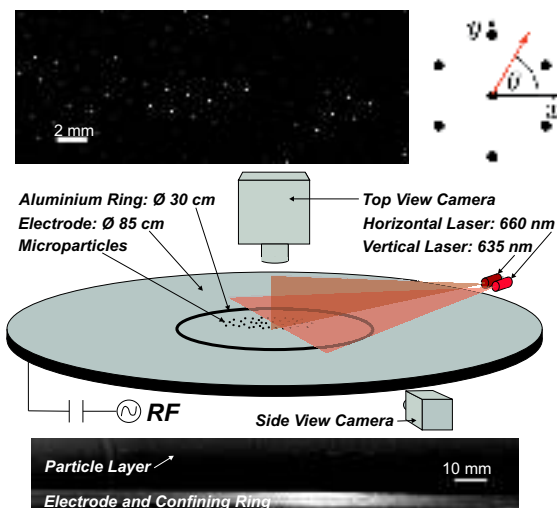 2 mm
y
θ
Aluminium Ring: Ø 30 cm
Electrode: Ø 85 cm
Microparticles
Top View Camera
Horizontal Laser: 660 nm
Vertical Laser: 635 nm
RF
Side View Camera
Particle Layer
10 mm
Electrode and Confining Ring